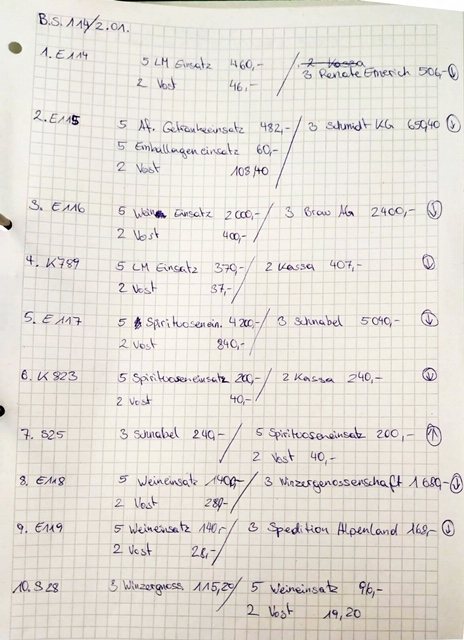 B.S. 114/2.01.
1. E114 5 LM Einsatz 460,- / 2 Kassa
2 Vost 46,- 3 Renate Emerich 506,-
2. E115 5 Af. Getränkeeinsatz 482,- / 3 Schmidt KG 650,40
5 Emballageneinsatz 60,-
2 Vost 108,40
3. E116 5 Wein Einsatz 2000,- / 3 Brau AG 2400,-
2 Vost 400,-
4. K789 5 LM Einsatz 370,- / 2 Kassa 407,-
2 Vost 37,-
5. E117 5 Spirituosenein. 4200,- / 3 Schnabel 5040,-
2 Vost 840,-
6. K823 5 Spirituoseneinsatz 200,- / 2 Kassa 240,-
2 Vost 40,-
7. S25 3 Schnabel 240,- / 5 Spirituoseneinsatz 200,-
2 Vost 40,-
8. E118 5 Weineinsatz 1400,- / 3 Winzergenossenschaft 1680,-
2 Vost 280,-
9. E119 5 Weineinsatz 140,- / 3 Spedition Alpenland 168,-
2 Vost 28,-
10. S28 3 Winzergnoss. 115,20 / 5 Weineinsatz 96,-
2 Vost 19,20